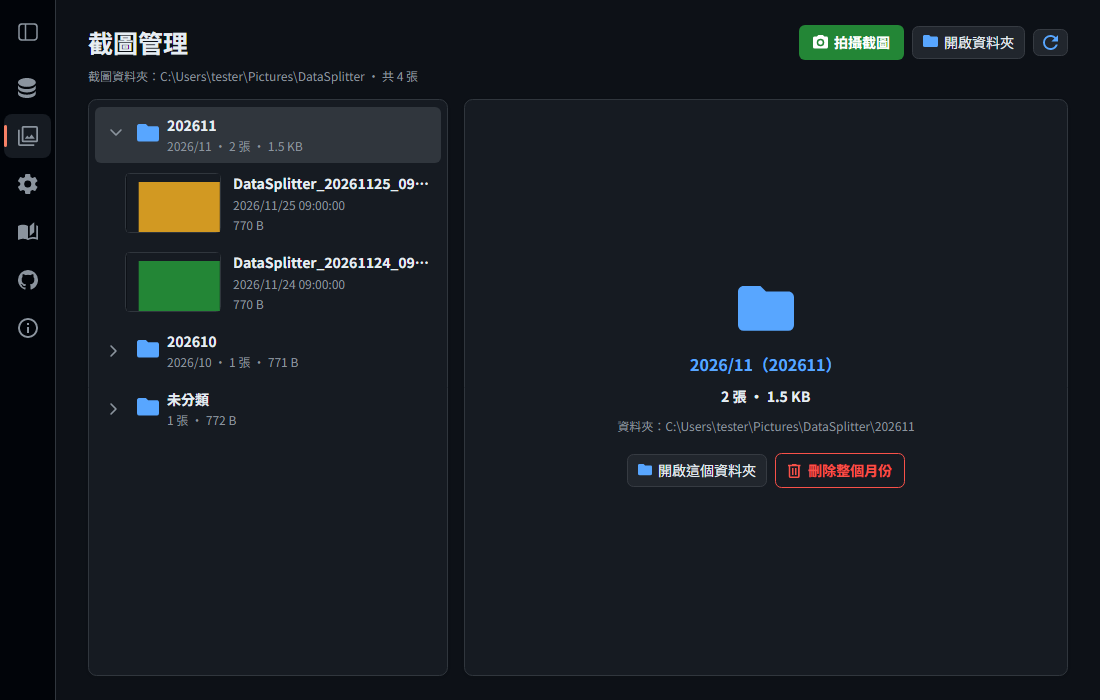 截圖管理
拍攝截圖
開啟資料夾
截圖資料夾：C:\Users\tester\Pictures\DataSplitter • 共 4 張
202611
2026/11 • 2 張 • 1.5 KB
DataSplitter_20261125_09…
2026/11/25 09:00:00
770 B
DataSplitter_20261124_09…
2026/11/24 09:00:00
770 B
202610
2026/10 • 1 張 • 771 B
未分類
1 張 • 772 B
2026/11（202611）
2 張 • 1.5 KB
資料夾：C:\Users\tester\Pictures\DataSplitter\202611
開啟這個資料夾
刪除整個月份